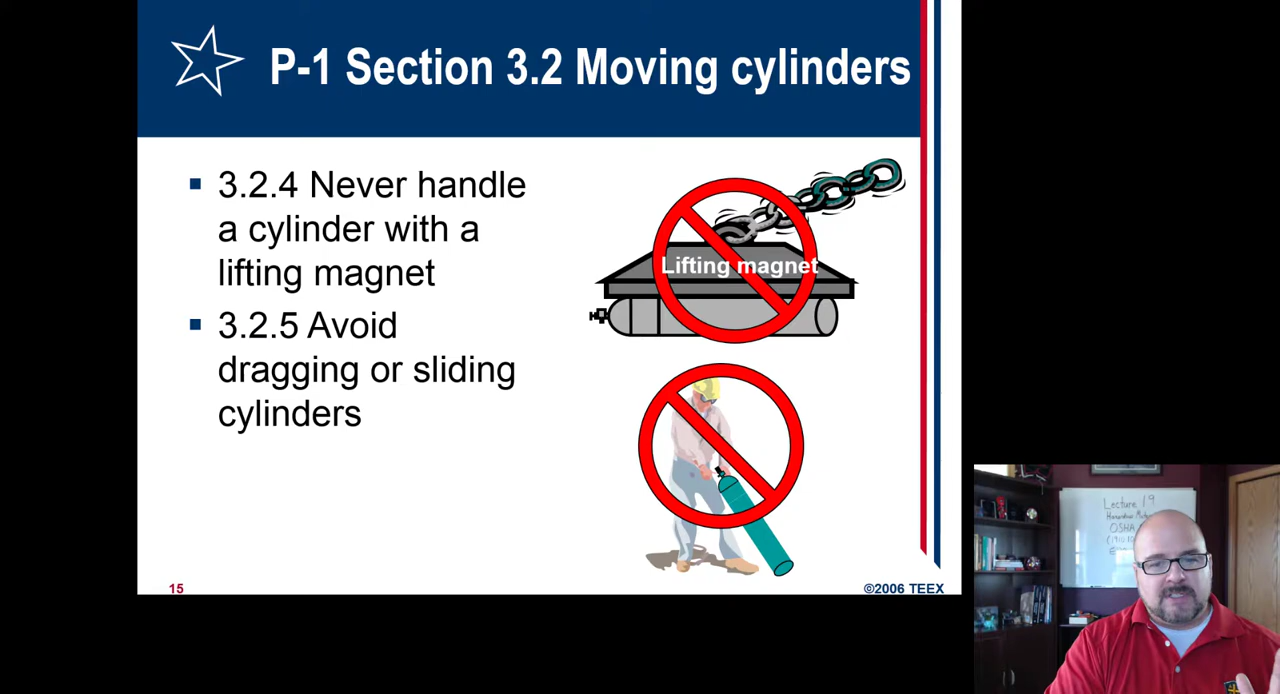 P-1 Section 3.2 Moving cylinders
▪ 3.2.4 Never handle
a cylinder with a
lifting magnet
▪ 3.2.5 Avoid
dragging or sliding
cylinders
Lifting magnet
15
©2006 TEEX
Lecture 19
OSHA